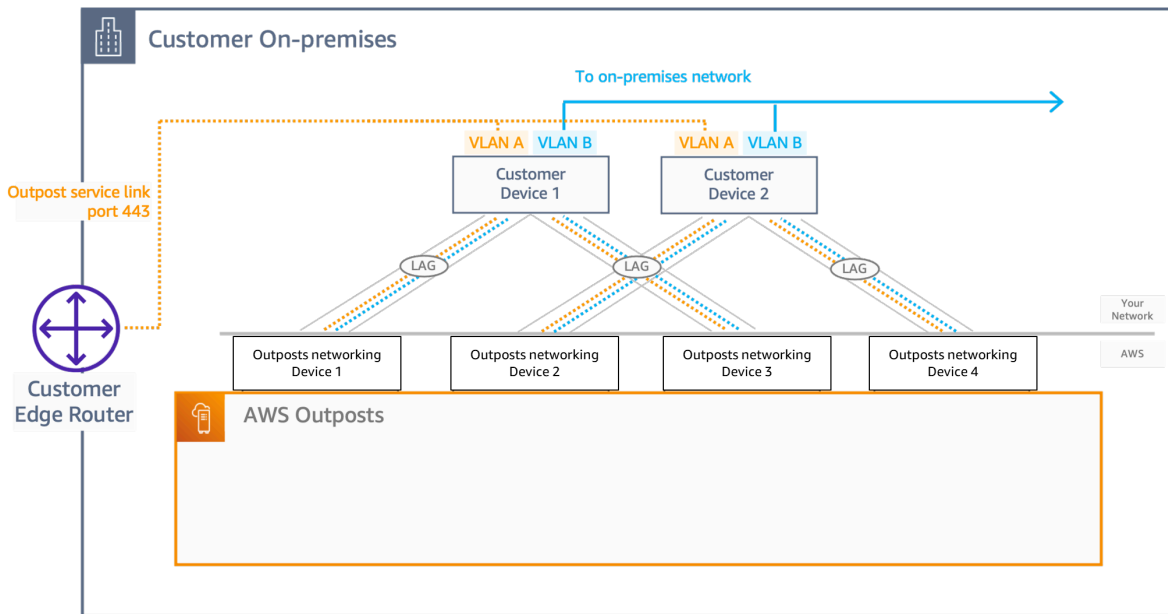 Customer On-premises
To on-premises network
VLAN A
VLAN B
VLAN A
VLAN B
Customer
Device 1
Customer
Device 2
Outpost service link
port 443
LAG
LAG
LAG
Your
Network
AWS
Customer
Edge Router
Outposts networking
Device 1
Outposts networking
Device 2
Outposts networking
Device 3
Outposts networking
Device 4
AWS Outposts